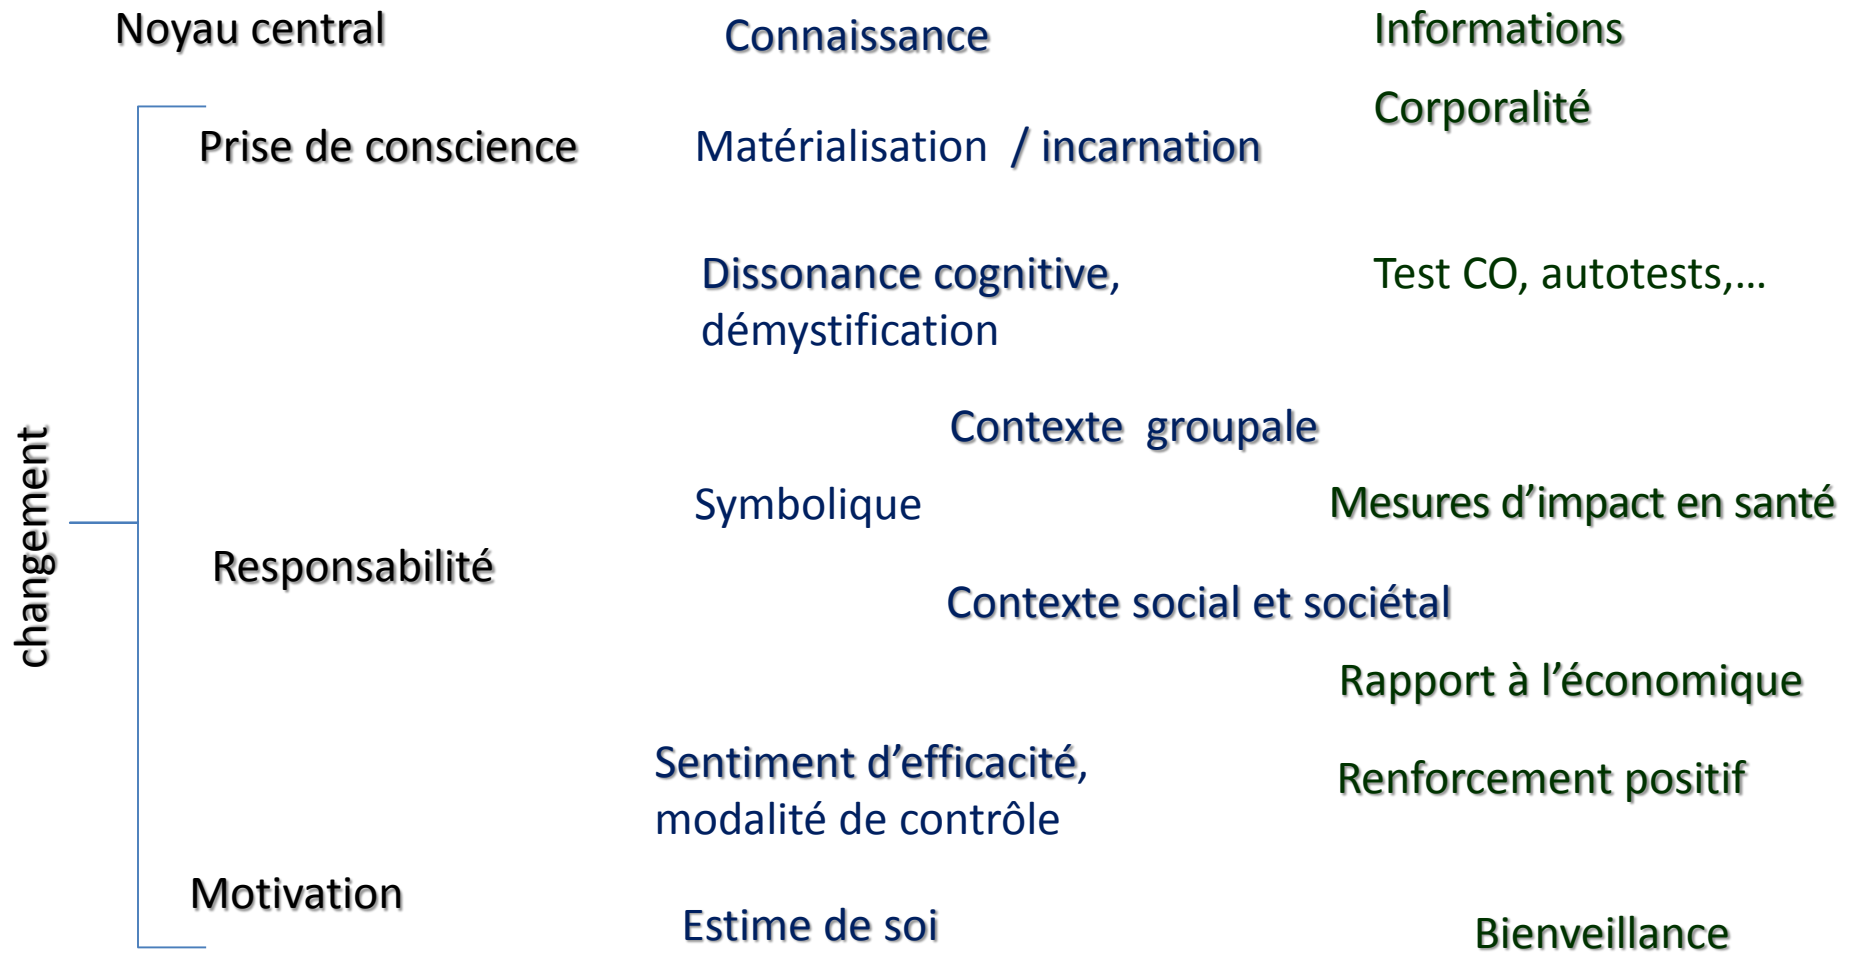 Noyau central
Connaissance
Informations
Corporalité
Prise de conscience
Matérialisation / incarnation
Dissonance cognitive,
démystification
Test CO, autotests,…
Contexte groupale
Symbolique
Mesures d’impact en santé
changement
Responsabilité
Contexte social et sociétal
Rapport à l’économique
Sentiment d’efficacité,
modalité de contrôle
Renforcement positif
Motivation
Estime de soi
Bienveillance